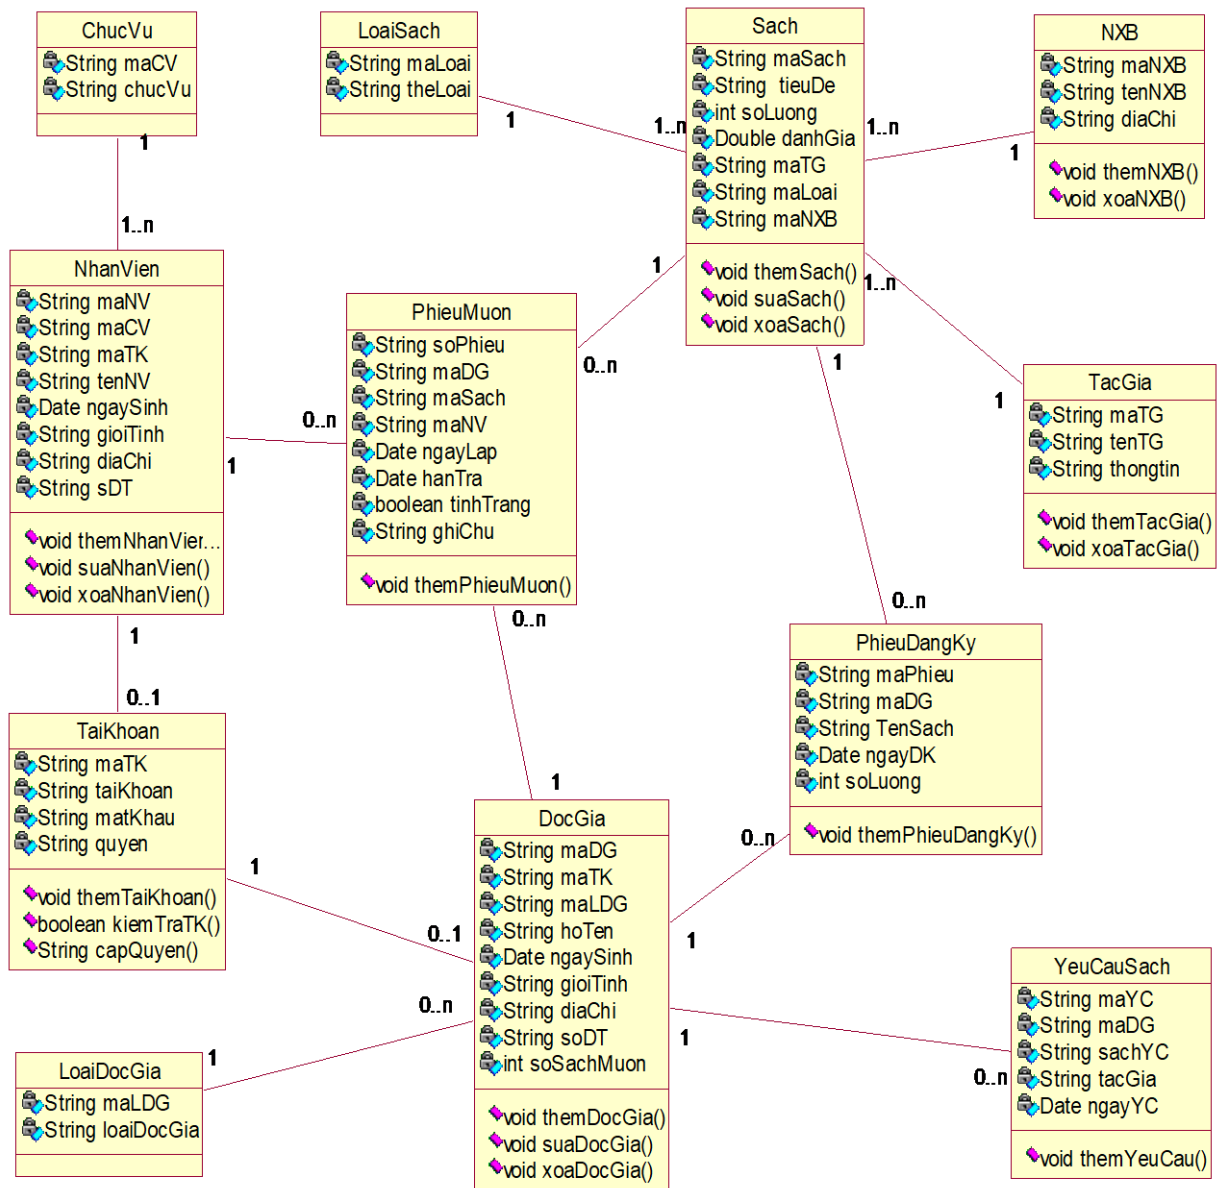 ChucVu
String maCV
String chucVu
1
1..n
LoaiSach
String maLoai
String theLoai
1
1..n
Sach
String maSach
String tieuDe
int soLuong
Double danhGia
String maTG
String maLoai
String maNXB
void themSach()
void suaSach()
void xoaSach()
1..n
1
NXB
String maNXB
String tenNXB
String diaChi
void themNXB()
void xoaNXB()
1..n
1
TacGia
String maTG
String tenTG
String thongtin
void themTacGia()
void xoaTacGia()
NhanVien
String maNV
String maCV
String maTK
String tenNV
Date ngaySinh
String gioiTinh
String diaChi
String sDT
void themNhanVier...
void suaNhanVien()
void xoaNhanVien()
0..n
1
PhieuMuon
String soPhieu
String maDG
String maSach
String maNV
Date ngayLap
Date hanTra
boolean tinhTrang
String ghiChu
void themPhieuMuon()
1
0..n
1
0..n
0..n
1
1
0..1
TaiKhoan
String maTK
String taiKhoan
matKhau
String
String quyen
void themTaiKhoan()
boolean kiemTraTK()
String capQuyen()
1
0..1
PhieuDangKy
String maPhieu
String maDG
String TenSach
Date ngayDK
int soLuong
void themPhieuDangKy()
0..n
1
DocGia
String maDG
String maTK
String maLDG
String hoTen
Date ngaySinh
String gioiTinh
String diaChi
String soDT
int soSachMuon
void themDocGia()
void suaDocGia()
void xoaDocGia()
0..n
1
LoaiDocGia
String maLDG
String loaiDocGia
1
0..n
YeuCauSach
String maYC
String maDG
String sachYC
String tacGia
Date ngayYC
void themYeuCau()